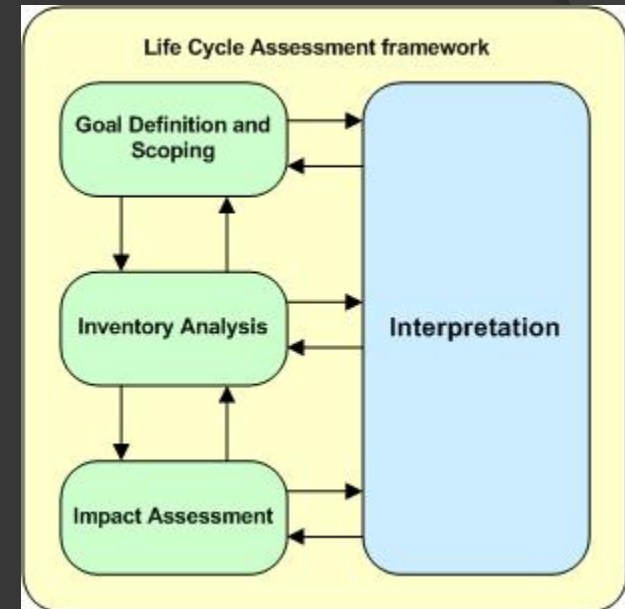 Life Cycle Assessment framework
Goal Definition and
Scoping
Inventory Analysis
Interpretation
Impact Assessment